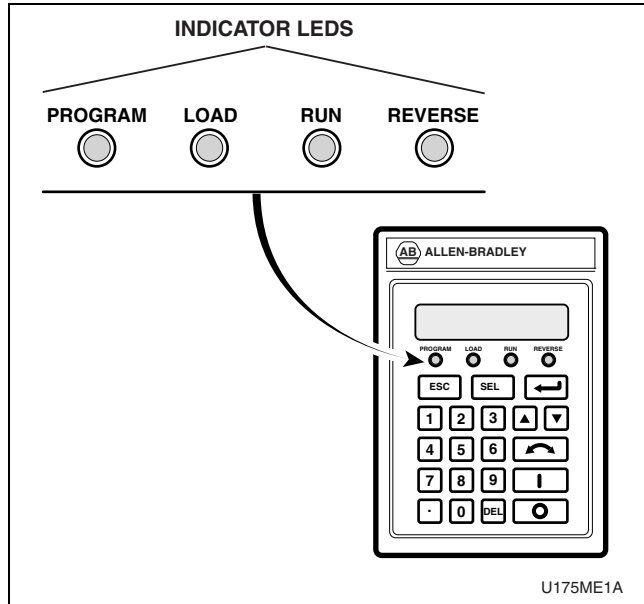 INDICATOR LEDS
PROGRAM LOAD RUN REVERSE
AB ALLEN-BRADLEY
PROGRAM LOAD RUN REVERSE
ESC SEL
1 2 3
4 5 6
7 8 9 I
. 0 DEL O
U175ME1A